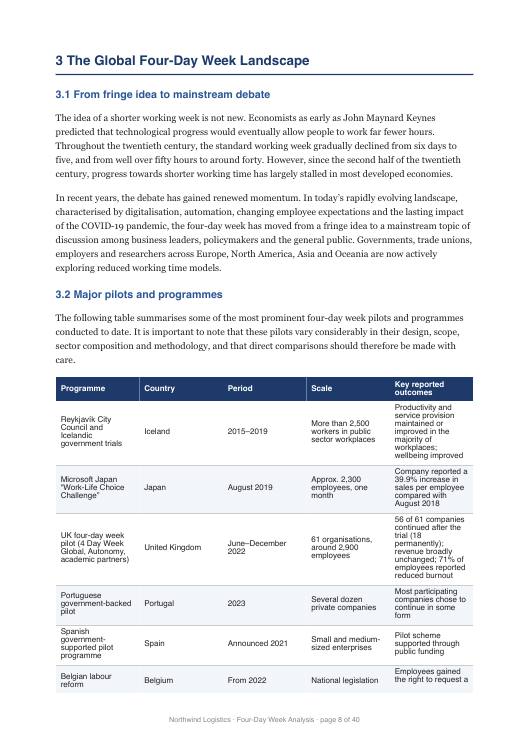 3 The Global Four-Day Week Landscape
3.1 From fringe idea to mainstream debate
The idea of a shorter working week is not new. Economists as early as John Maynard Keynes
predicted that technological progress would eventually allow people to work far fewer hours.
Throughout the twentieth century, the standard working week gradually declined from six days to
five, and from well over fifty hours to around forty. However, since the second half of the twentieth
century, progress towards shorter working time has largely stalled in most developed economies.
In recent years, the debate has gained renewed momentum. In today's rapidly evolving landscape,
characterised by digitalisation, automation, changing employee expectations and the lasting impact
of the COVID-19 pandemic, the four-day week has moved from a fringe idea to a mainstream topic of
discussion among business leaders, policymakers and the general public. Governments, trade unions,
employers and researchers across Europe, North America, Asia and Oceania are now actively
exploring reduced working time models.
3.2 Major pilots and programmes
The following table summarises some of the most prominent four-day week pilots and programmes
conducted to date. It is important to note that these pilots vary considerably in their design, scope,
sector composition and methodology, and that direct comparisons should therefore be made with
care.
Programme
Country
Period
Scale
Key reported
outcomes
Reykjavik City
Council and
Icelandic
government trials
Iceland
2015–2019
More than 2,500
workers in public
sector workplaces
Productivity and
service provision
maintained or
improved in the
majority of
workplaces;
wellbeing improved
Microsoft Japan
"Work-Life Choice
Challenge"
Japan
August 2019
Approx. 2,300
employees, one
month
Company reported a
39.9% increase in
sales per employee
compared with
August 2018
UK four-day week
pilot (4 Day Week
Global, Autonomy,
academic partners)
United Kingdom
June–December
2022
61 organisations,
around 2,900
employees
56 of 61 companies
continued after the
trial (18
permanently);
revenue broadly
unchanged; 71% of
employees reported
reduced burnout
Portuguese
government-backed
pilot
Portugal
2023
Several dozen
private companies
Most participating
companies chose to
continue in some
form
Spanish
government-
supported pilot
programme
Spain
Announced 2021
Small and medium-
sized enterprises
Pilot scheme
supported through
public funding
Belgian labour
reform
Belgium
From 2022
National legislation
Employees gained
the right to request a
Northwind Logistics · Four-Day Week Analysis · page 8 of 40